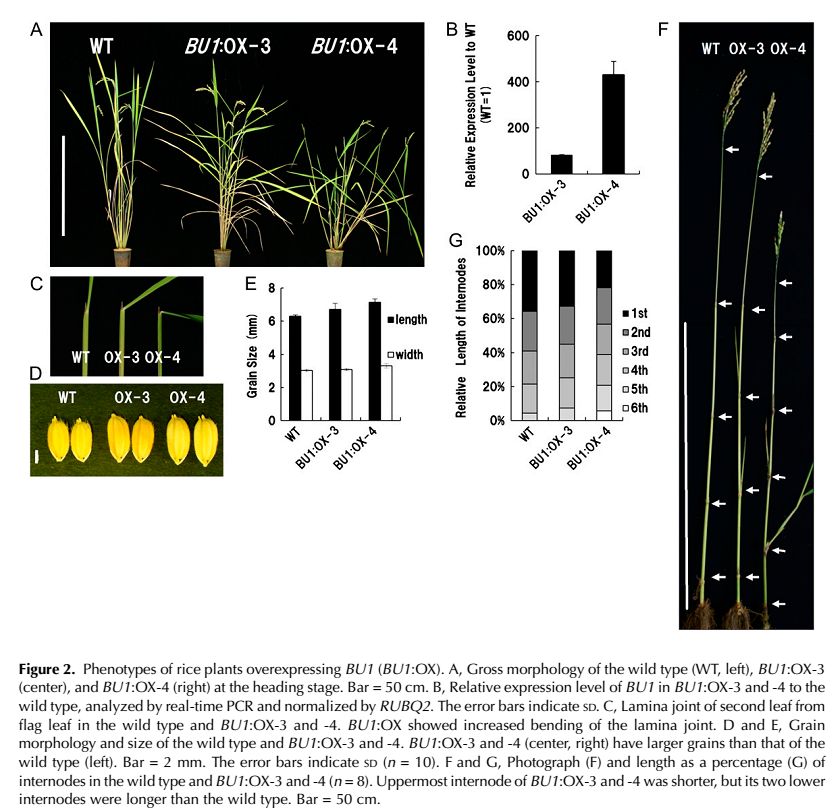 A
WT BU1:OX-3 BU1:OX-4
B
Relative Expression Level to WT
(WT=1)
600
400
200
0
BU1:OX-3
BU1:OX-4
F
WT OX-3 OX-4
C
WT OX-3 OX-4
D
WT OX-3 OX-4
E
Grain Size (mm)
8
6
4
2
0
length
width
WT
BU1:OX-3
BU1:OX-4
G
Relative Length of Internodes
100%
80%
60%
40%
20%
0%
1st
2nd
3rd
4th
5th
6th
WT
BU1:OX-3
BU1:OX-4
Figure 2. Phenotypes of rice plants overexpressing BU1 (BU1:OX). A, Gross morphology of the wild type (WT, left), BU1:OX-3
(center), and BU1:OX-4 (right) at the heading stage. Bar = 50 cm. B, Relative expression level of BU1 in BU1:OX-3 and -4 to the
wild type, analyzed by real-time PCR and normalized by RUBQ2. The error bars indicate SD. C, Lamina joint of second leaf from
flag leaf in the wild type and BU1:OX-3 and -4. BU1:OX showed increased bending of the lamina joint. D and E, Grain
morphology and size of the wild type and BU1:OX-3 and -4. BU1:OX-3 and -4 (center, right) have larger grains than that of the
wild type (left). Bar = 2 mm. The error bars indicate SD (n = 10). F and G, Photograph (F) and length as a percentage (G) of
internodes in the wild type and BU1:OX-3 and -4 (n = 8). Uppermost internode of BU1:OX-3 and -4 was shorter, but its two lower
internodes were longer than the wild type. Bar = 50 cm.